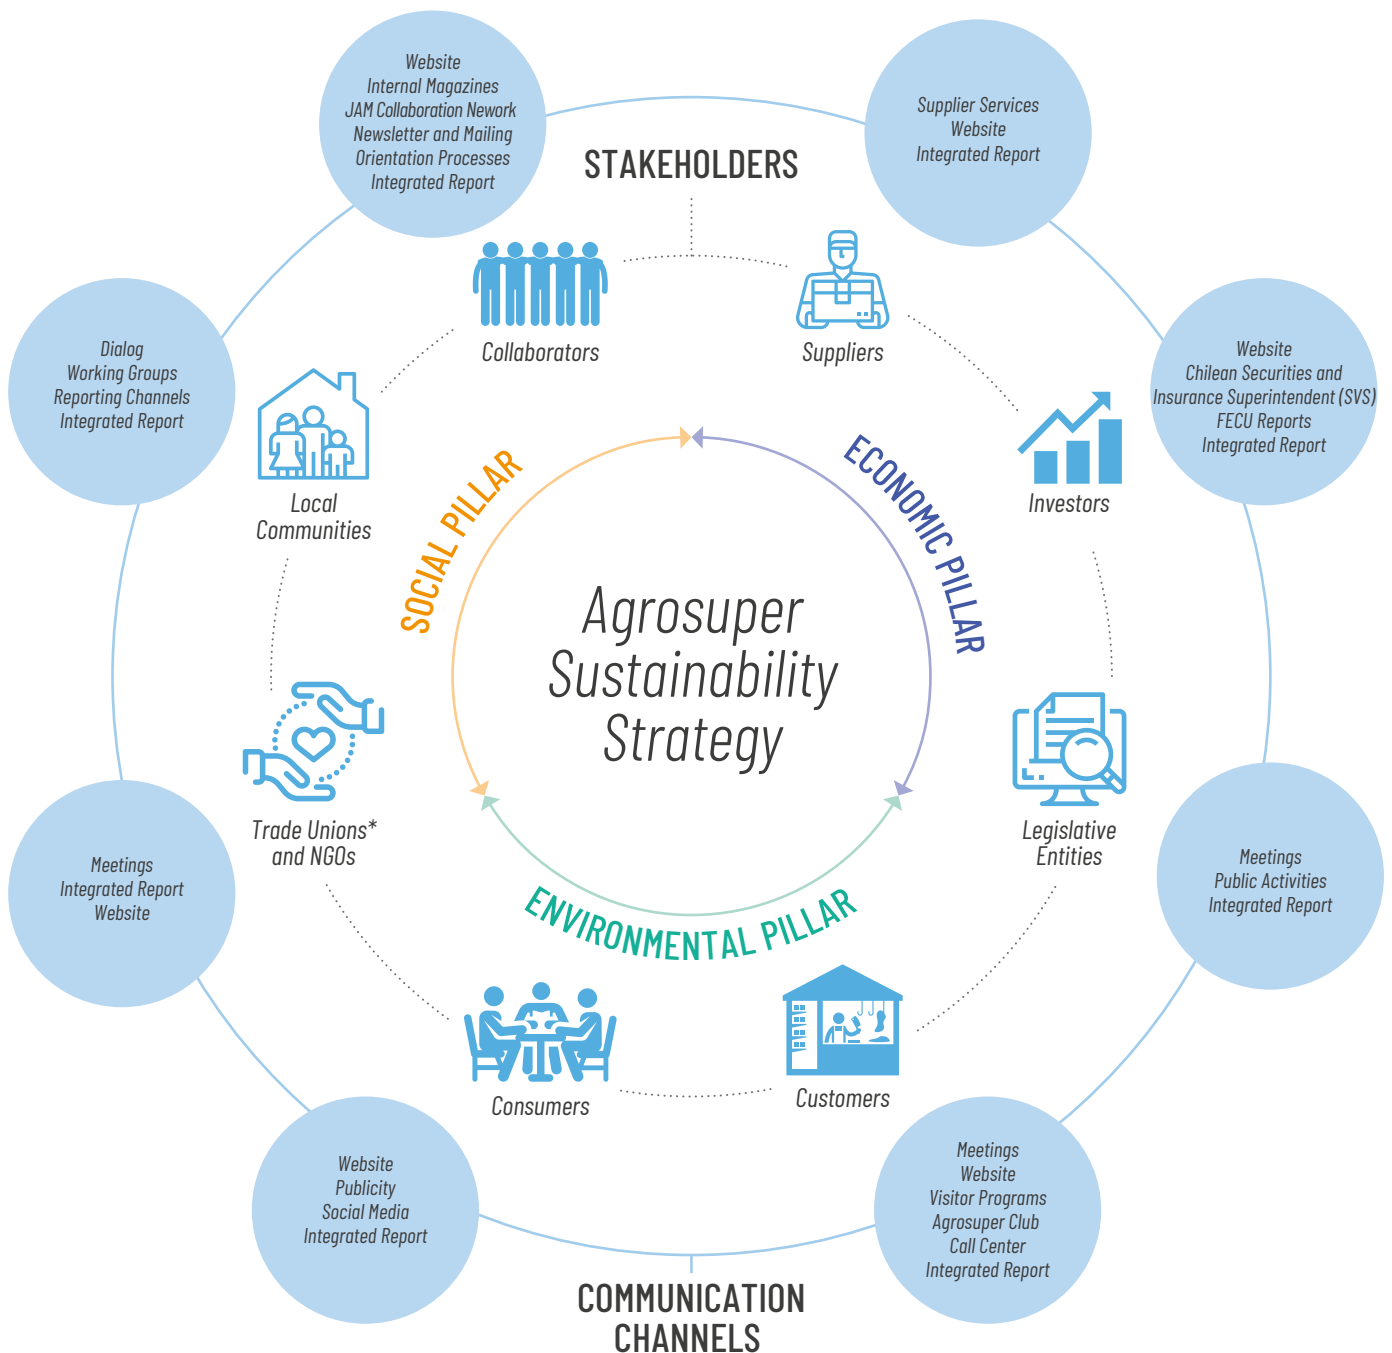 Website
Internal Magazines
JAM Collaboration Nework
Newsletter and Mailing
Orientation Processes
Integrated Report
Supplier Services
Website
Integrated Report
STAKEHOLDERS
Collaborators
Suppliers
Dialog
Working Groups
Reporting Channels
Integrated Report
Website
Chilean Securities and
Insurance Superintendent (SVS)
FECU Reports
Integrated Report
Local
Communities
Investors
SOCIAL PILLAR
ECONOMIC PILLAR
Agrosuper
Sustainability
Strategy
Trade Unions*
and NGOs
Legislative
Entities
Meetings
Integrated Report
Website
Meetings
Public Activities
Integrated Report
ENVIRONMENTAL PILLAR
Consumers
Customers
Website
Publicity
Social Media
Integrated Report
Meetings
Website
Visitor Programs
Agrosuper Club
Call Center
Integrated Report
COMMUNICATION
CHANNELS